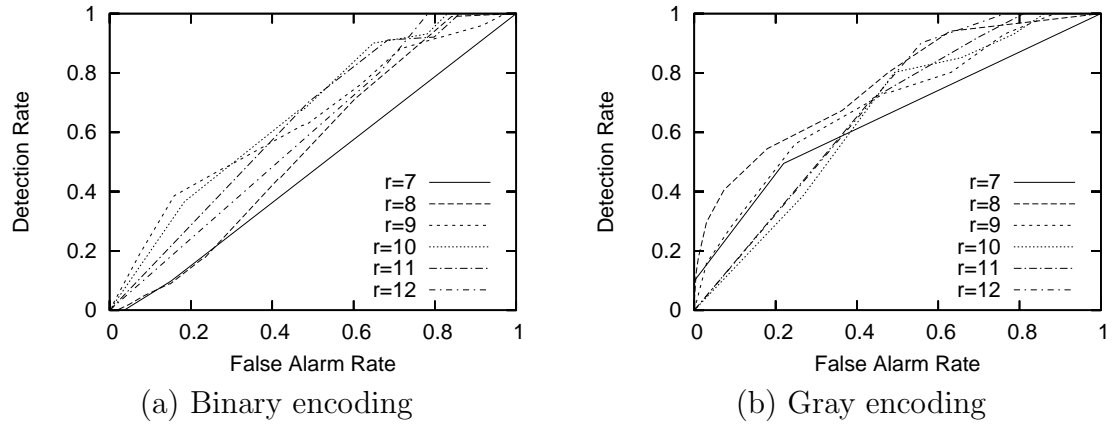 1
0.8
0.6
0.4
0.2
0
Detection Rate
r=7
r=8
r=9
r=10
r=11
r=12
0 0.2 0.4 0.6 0.8 1
False Alarm Rate
(a) Binary encoding
1
0.8
0.6
0.4
0.2
0
Detection Rate
r=7
r=8
r=9
r=10
r=11
r=12
0 0.2 0.4 0.6 0.8 1
False Alarm Rate
(b) Gray encoding